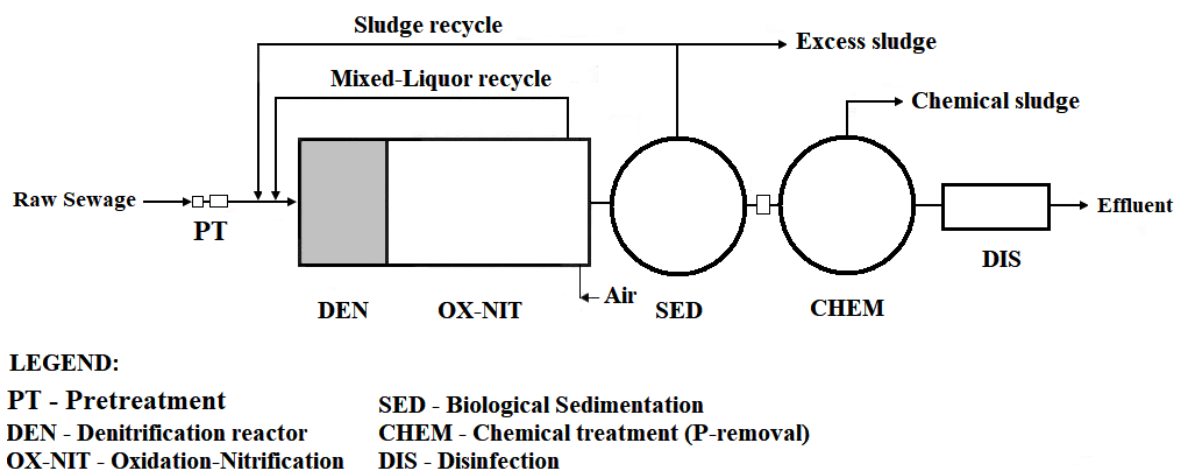 Sludge recycle
Excess sludge
Mixed-Liquor recycle
Chemical sludge
Raw Sewage
PT
Effluent
DIS
Air
DEN
OX-NIT
SED
CHEM
LEGEND:
PT - Pretreatment
SED - Biological Sedimentation
DEN - Denitrification reactor
CHEM - Chemical treatment (P-removal)
OX-NIT - Oxidation-Nitrification
DIS - Disinfection